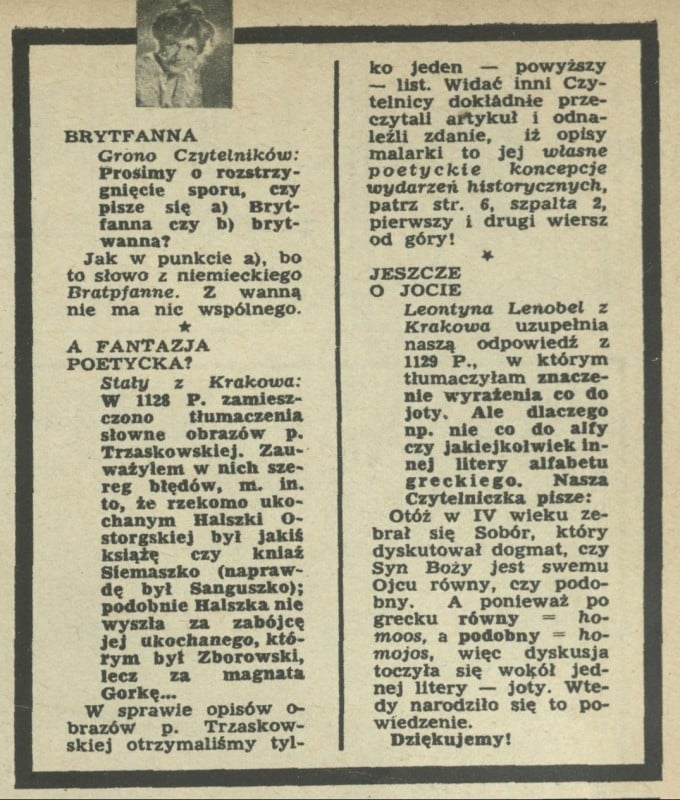 BRYTFANNA
Grono Czytelników:
Prosimy o rozstrzy-
gnięcie sporu, czy
pisze się a) Bryt-
fanna czy b) bryt-
wanna?
Jak w punkcie a), bo
to słowo z niemieckiego
Bratpfanne. Z wanną
nie ma nic wspólnego.
★
A FANTAZJA
POETYCKA?
Stały z Krakowa:
W 1128 P. zamiesz-
czono tłumaczenia
słowne obrazów p.
Trzaskowskiej. Zau-
ważyłem w nich sze-
reg błędów, m. in.
to, że rzekomo uko-
chanym Halszki O-
storgskiej był jakiś
książę czy kniaź
Siemaszko (napraw-
dę był Sanguszko);
podobnie Halszka nie
wyszła za zabójcę
jej ukochanego, któ-
rym był Zborowski,
lecz za magnata
Gorkę...
W sprawie opisów o-
brazów p. Trzaskow-
skiej otrzymaliśmy tyl-
ko jeden — powyższy
— list. Widać inni Czy-
telnicy dokładnie prze-
czytali artykuł i odna-
leźli zdanie, iż opisy
malarki to jej własne
poetyckie koncepcje
wydarzeń historycznych,
patrz str. 6, szpalta 2,
pierwszy i drugi wiersz
od góry!
★
JESZCZE
O JOCIE
Leontyna Lenobel z
Krakowa uzupełnia
naszą odpowiedź z
1129 P., w którym
tłumaczyłam znacze-
nie wyrażenia co do
joty. Ale dlaczego
np. nie co do alfy
czy jakiejkolwiek in-
nej litery alfabetu
greckiego. Nasza
Czytelniczka pisze:
Otóż w IV wieku ze-
brał się Sobór, który
dyskutował dogmat, czy
Syn Boży jest swemu
Ojcu równy, czy podo-
bny. A ponieważ po
grecku równy = ho-
moos, a podobny = ho-
mojos, więc dyskusja
toczyła się wokół jed-
nej litery — joty. Wte-
dy narodziło się to po-
wiedzenie.
Dziękujemy!